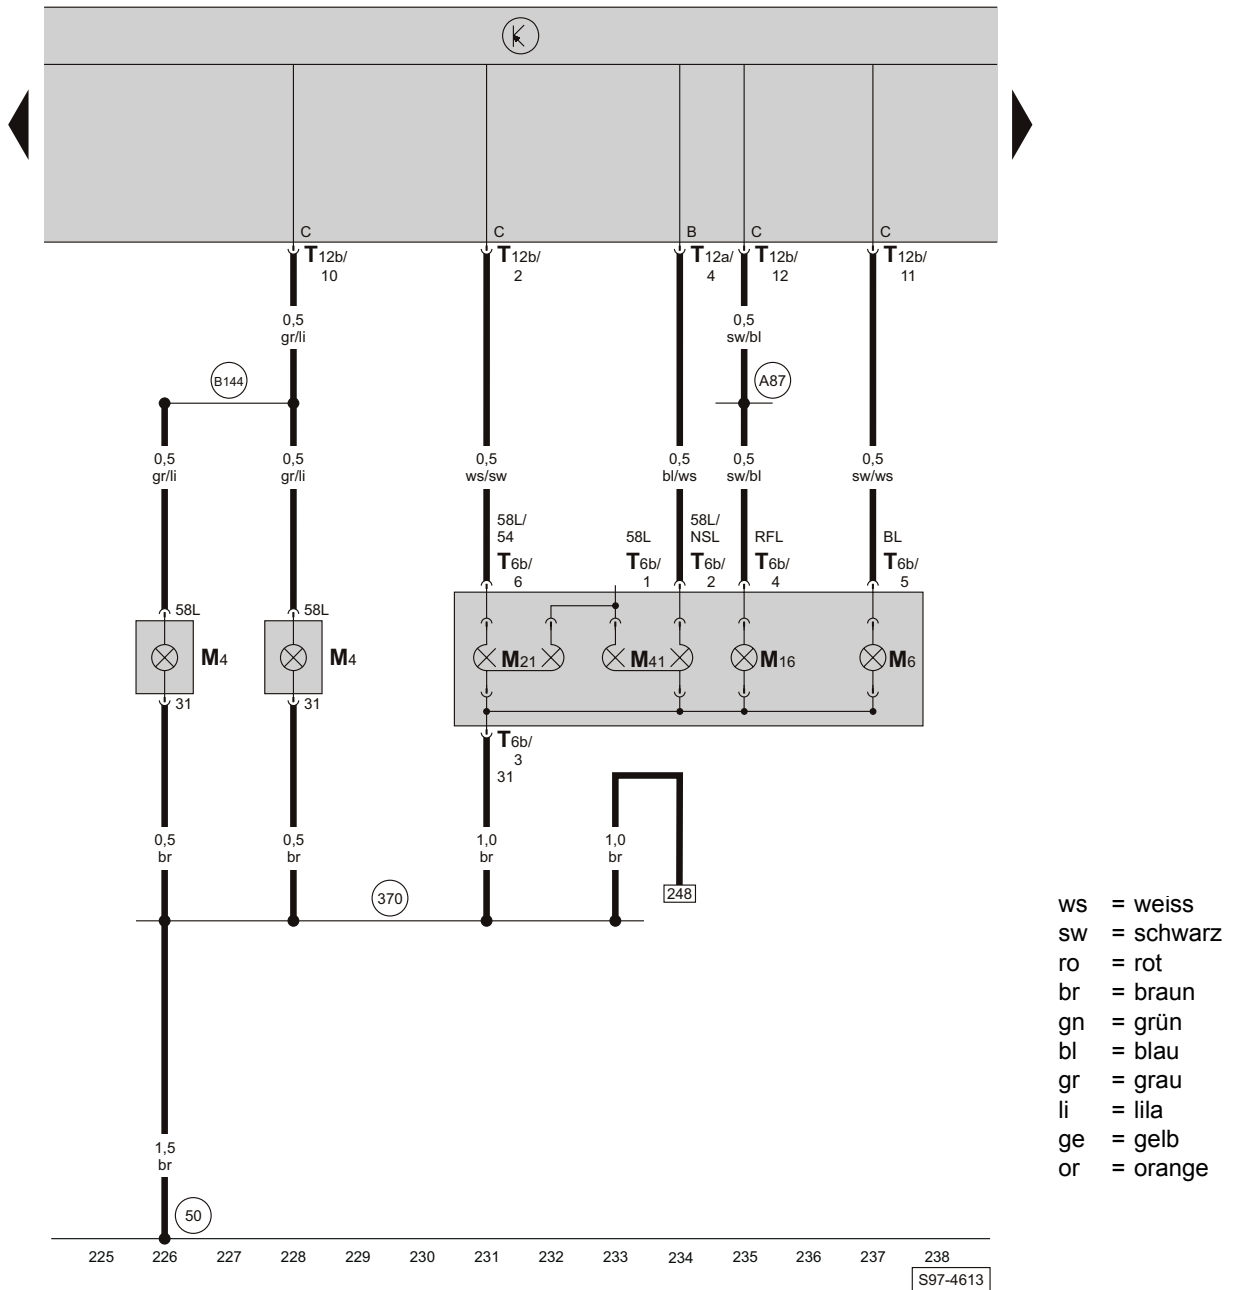 C C B C C
T12b/ T12b/ T12a/ T12b/ T12b/
10 2 4 12 11
0,5 0,5
gr/li sw/bl
B144 A87
0,5 0,5 0,5 0,5 0,5 0,5
gr/li gr/li ws/sw bl/ws sw/bl sw/ws
58L/ 58L/
54 58L NSL RFL BL
T6b/ T6b/ T6b/ T6b/ T6b/
6 1 2 4 5
58L 58L
M4 M4 M21 M41 M16 M6
31 31
T6b/
3
31
0,5 0,5 1,0 1,0
br br br br
370 248
1,5
br
50
225 226 227 228 229 230 231 232 233 234 235 236 237 238
S97-4613
ws = weiss
sw = schwarz
ro = rot
br = braun
gn = grün
bl = blau
gr = grau
li = lila
ge = gelb
or = orange